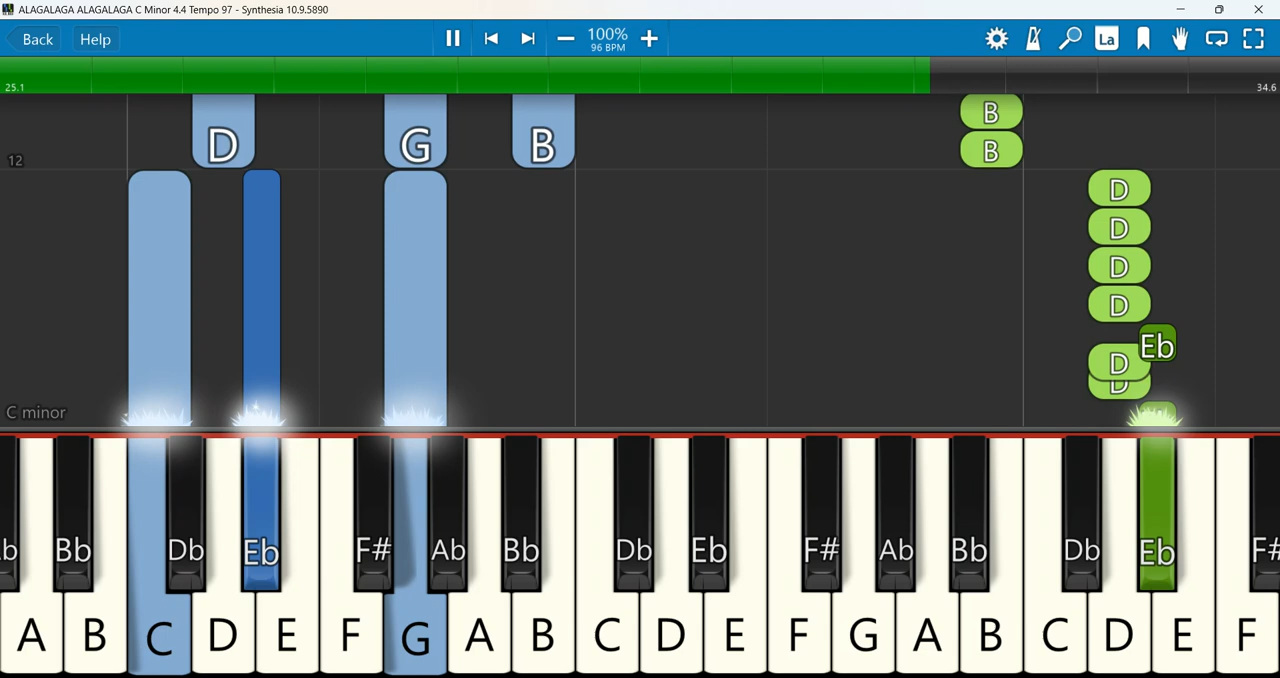 ALAGALAGA ALAGALAGA C Minor 4.4 Tempo 97 - Synthesia 10.9.5890
Back Help 100% La
96 BPM
25.1 34.6
D G B B
12 B
D
D
D
D
Eb
D
D
C minor
b Bb Db Eb F# Ab Bb Db Eb F# Ab Bb Db Eb F#
A B C D E F G A B C D E F G A B C D E F